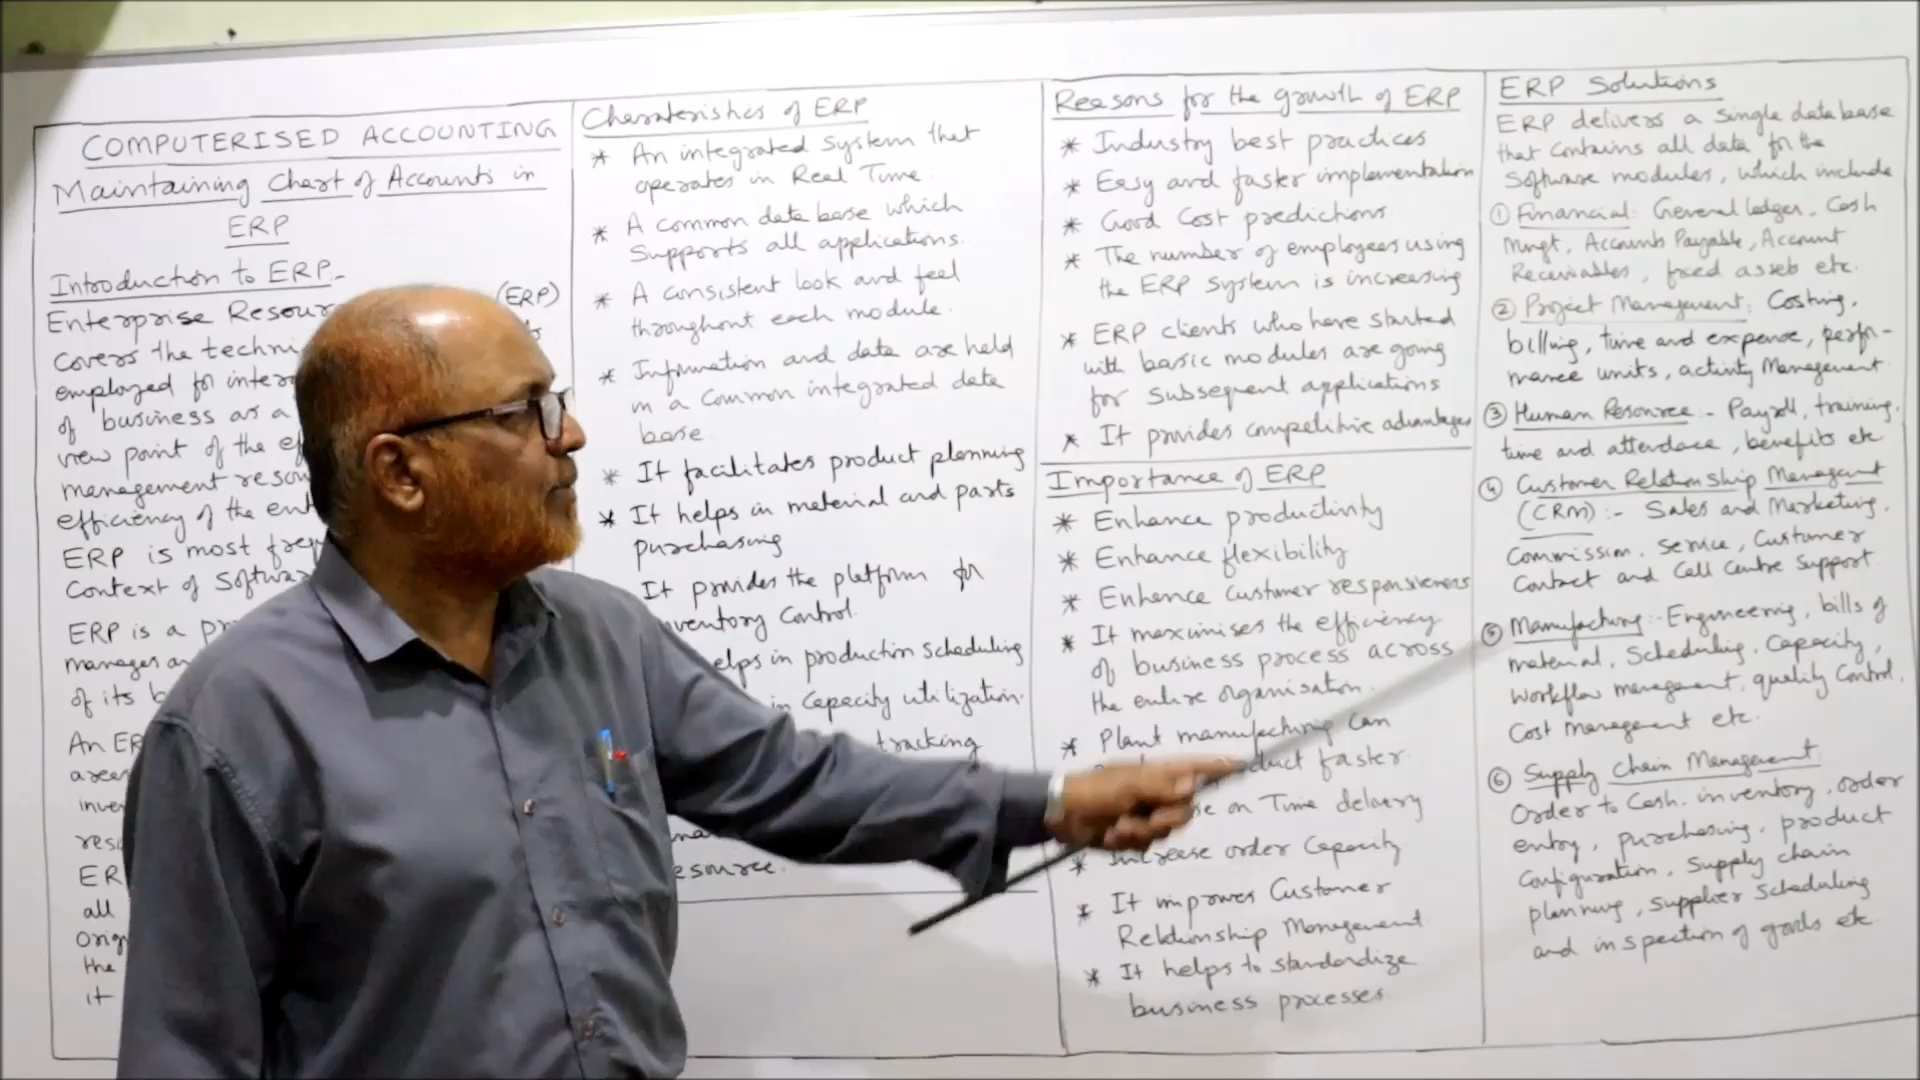 COMPUTERISED ACCOUNTING
Maintaining Chart of Accounts in
ERP
Introduction to ERP-
Enterprise (ERP)
covers the
employed for
of business as a
view point of the
management
efficiency of the
ERP is most
Context of
ERP is a
manages
of its
An
ER
all
the
it
Charateristics of ERP
* An integrated System that
operates in Real Time.
* A common data base which
Supports all applications.
* A consistent look and feel
throughout each module.
* Information and data are held
in a common integrated data
base.
* It facilitates product planning
* It helps in material and parts
purchasing
It provides the platform for
Control.
in production scheduling
in capacity utilization.
tracking
Reasons for the growth of ERP
* Industry best practices
* Easy and faster implementation
* Good Cost predictions
* The number of employees using
the ERP system is increasing
* ERP clients who have started
with basic modules are going
for subsequent applications
* It provides competitive advantages
Importance of ERP
* Enhance productivity
* Enhance flexibility
* Enhance customer responsiveness
* It maximises the efficiency
of business process across
the entire organisation.
* Plant manufacturing can
faster
on Time delivery
* Increase order Capacity
* It improves Customer
Relationship Management
* It helps to standardize
business processes.
ERP Solutions
ERP delivers a single data base
that contains all data for the
Software modules, which include
① Financial: General ledger, Cash
Mngt, Accounts Payable, Account
Receivables, fixed assets etc.
② Project Management: Costing,
billing, time and expense, perfor-
mance units, activity Management
③ Human Resource - Payroll, training,
time and attendace, benefits etc
④ Customer Relationship Management
(CRM) :- Sales and Marketing,
Commission, Service, Customer
Contact and Call Centre Support
⑤ Manufacturing - Engineering, bills of
material, Scheduling, Capacity,
Workflow management, quality Control,
Cost Management etc.
⑥ Supply Chain Management
Order to Cash, inventory, order
entry, purchasing, product
Configuration, Supply chain
planning, supplier scheduling
and inspection of goods etc